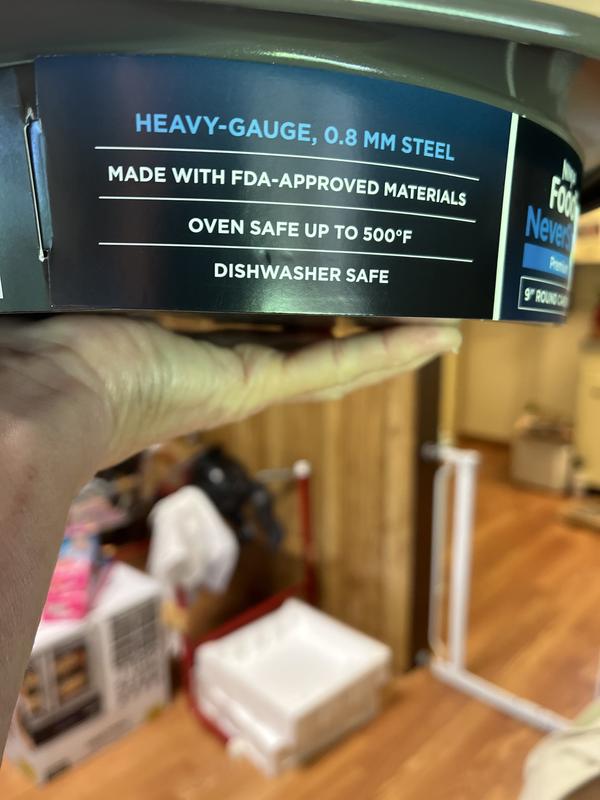 HEAVY-GAUGE, 0.8 MM STEEL
MADE WITH FDA-APPROVED MATERIALS
OVEN SAFE UP TO 500°F
DISHWASHER SAFE
9" ROUND